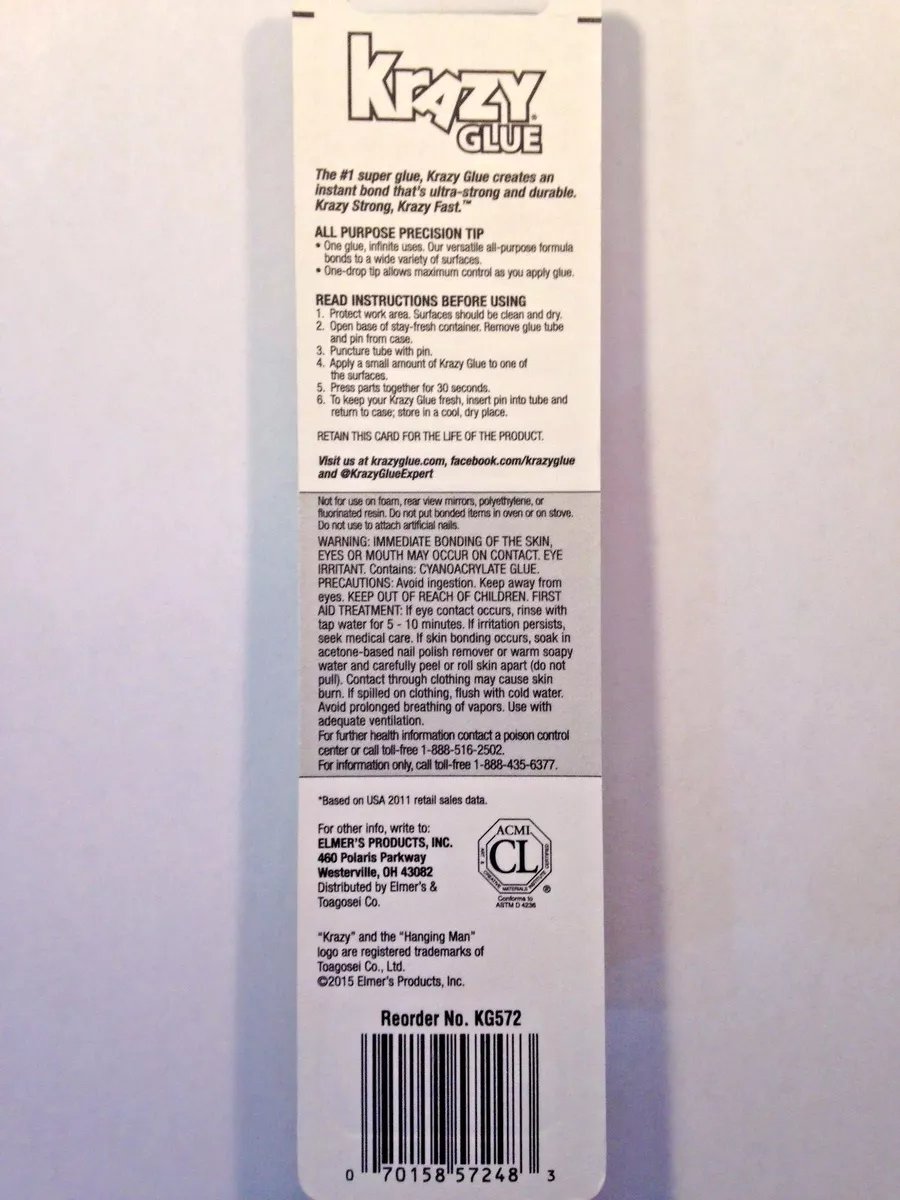 KRAZY®
GLUE
The #1 super glue, Krazy Glue creates an
instant bond that's ultra-strong and durable.
Krazy Strong, Krazy Fast.™
ALL PURPOSE PRECISION TIP
• One glue, infinite uses. Our versatile all-purpose formula
bonds to a wide variety of surfaces.
• One-drop tip allows maximum control as you apply glue.
READ INSTRUCTIONS BEFORE USING
1. Protect work area. Surfaces should be clean and dry.
2. Open base of stay-fresh container. Remove glue tube
and pin from case.
3. Puncture tube with pin.
4. Apply a small amount of Krazy Glue to one of
the surfaces.
5. Press parts together for 30 seconds.
6. To keep your Krazy Glue fresh, insert pin into tube and
return to case; store in a cool, dry place.
RETAIN THIS CARD FOR THE LIFE OF THE PRODUCT.
Visit us at krazyglue.com, facebook.com/krazyglue
and @KrazyGlueExpert
Not for use on foam, rear view mirrors, polyethylene, or
fluorinated resin. Do not put bonded items in oven or on stove.
Do not use to attach artificial nails.
WARNING: IMMEDIATE BONDING OF THE SKIN,
EYES OR MOUTH MAY OCCUR ON CONTACT. EYE
IRRITANT. Contains: CYANOACRYLATE GLUE.
PRECAUTIONS: Avoid ingestion. Keep away from
eyes. KEEP OUT OF REACH OF CHILDREN. FIRST
AID TREATMENT: If eye contact occurs, rinse with
tap water for 5 - 10 minutes. If irritation persists,
seek medical care. If skin bonding occurs, soak in
acetone-based nail polish remover or warm soapy
water and carefully peel or roll skin apart (do not
pull). Contact through clothing may cause skin
burn. If spilled on clothing, flush with cold water.
Avoid prolonged breathing of vapors. Use with
adequate ventilation.
For further health information contact a poison control
center or call toll-free 1-888-516-2502.
For information only, call toll-free 1-888-435-6377.
*Based on USA 2011 retail sales data.
For other info, write to:
ELMER'S PRODUCTS, INC.
460 Polaris Parkway
Westerville, OH 43082
Distributed by Elmer's &
Toagosei Co.
ACMI
CL
ART & CREATIVE MATERIALS INSTITUTE CERTIFIED
®
Conforms to
ASTM D 4236
"Krazy" and the "Hanging Man"
logo are registered trademarks of
Toagosei Co., Ltd.
©2015 Elmer's Products, Inc.
Reorder No. KG572
0 70158 57248 3